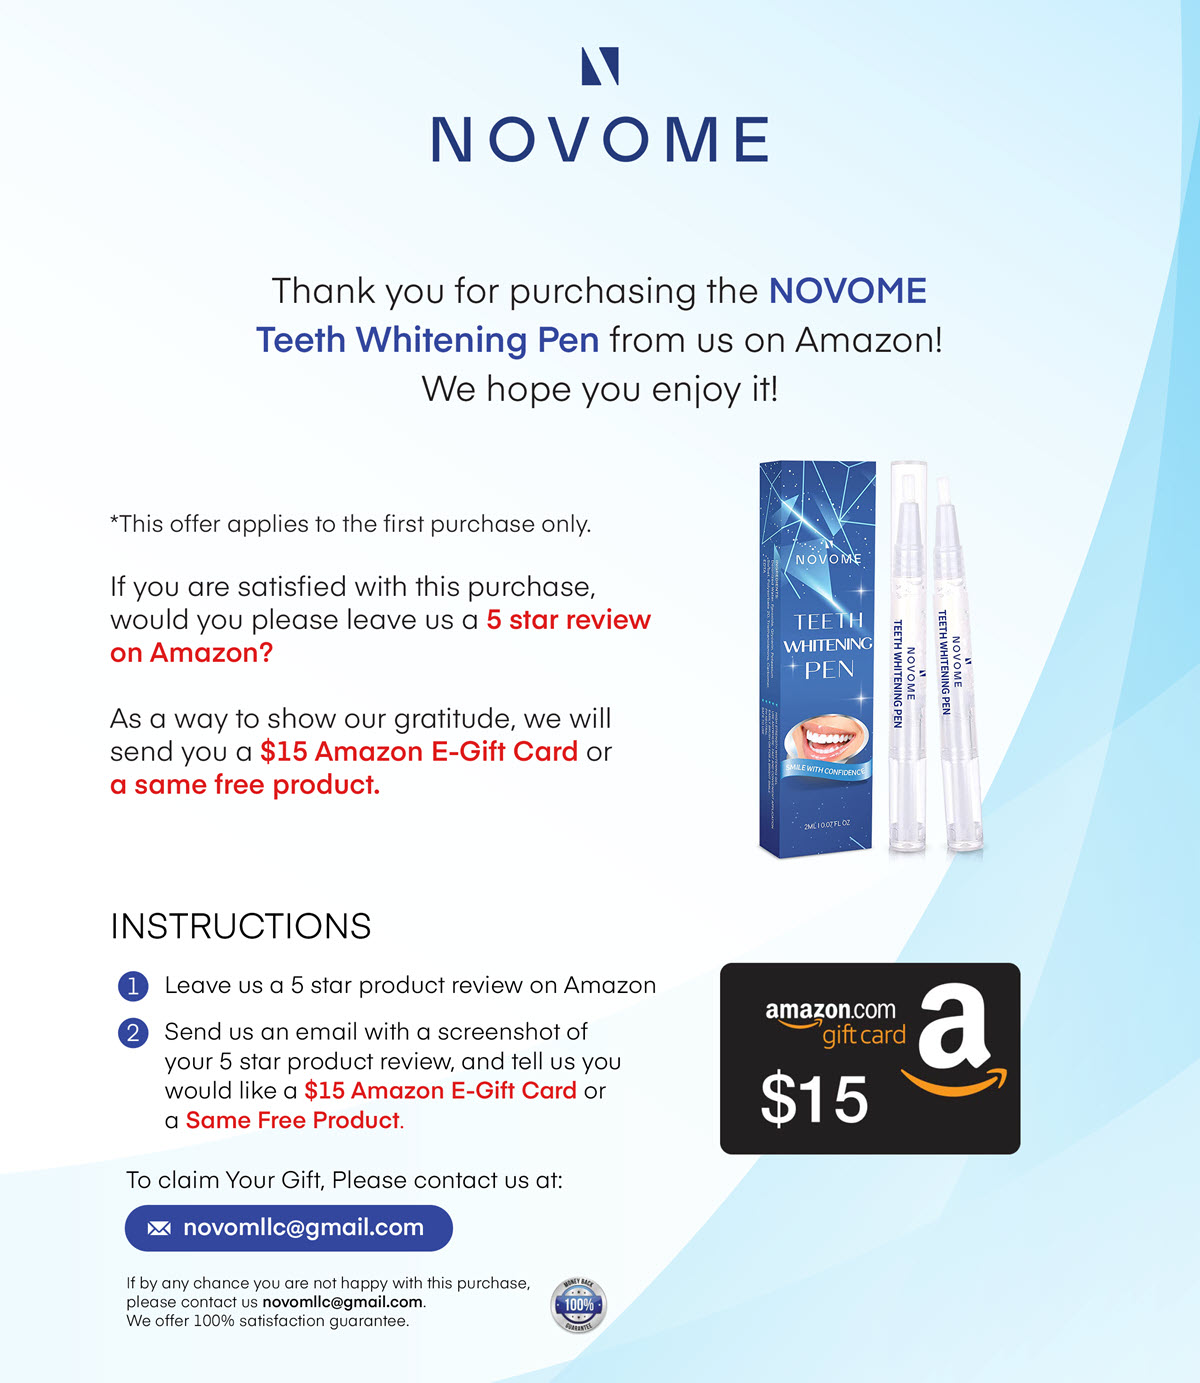 NOVOME
Thank you for purchasing the NOVOME
Teeth Whitening Pen from us on Amazon!
We hope you enjoy it!
*This offer applies to the first purchase only.
If you are satisfied with this purchase,
would you please leave us a 5 star review
on Amazon?
As a way to show our gratitude, we will
send you a $15 Amazon E-Gift Card or
a same free product.
NOVOME
TEETH
WHITENING
PEN
SMILE WITH CONFIDENCE
2ML | 0.07 FL OZ
NOVOME
TEETH WHITENING PEN
NOVOME
TEETH WHITENING PEN
INSTRUCTIONS
1 Leave us a 5 star product review on Amazon
2 Send us an email with a screenshot of
your 5 star product review, and tell us you
would like a $15 Amazon E-Gift Card or
a Same Free Product.
amazon.com
gift card
a
$15
To claim Your Gift, Please contact us at:
novomllc@gmail.com
If by any chance you are not happy with this purchase,
please contact us novomllc@gmail.com.
We offer 100% satisfaction guarantee.
MONEY BACK
100%
GUARANTEE